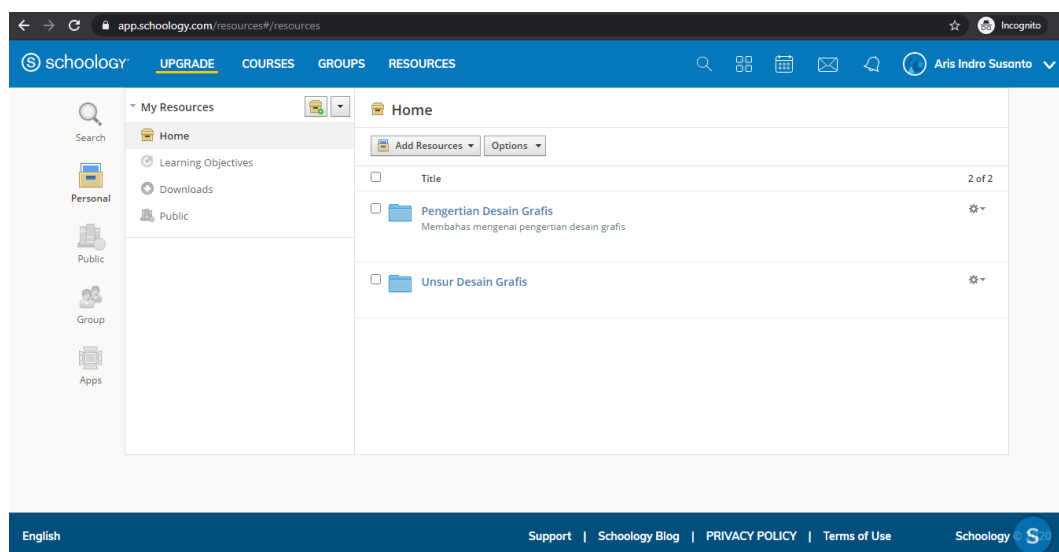 app.schoology.com/resources#/resources
Incognito
S schoology
UPGRADE COURSES GROUPS RESOURCES
Aris Indro Susanto
Search
Personal
Public
Group
Apps
My Resources
Home
Learning Objectives
Downloads
Public
Home
Add Resources Options
Title 2 of 2
Pengertian Desain Grafis
Membahas mengenai pengertian desain grafis
Unsur Desain Grafis
English
Support | Schoology Blog | PRIVACY POLICY | Terms of Use
Schoology © S 20